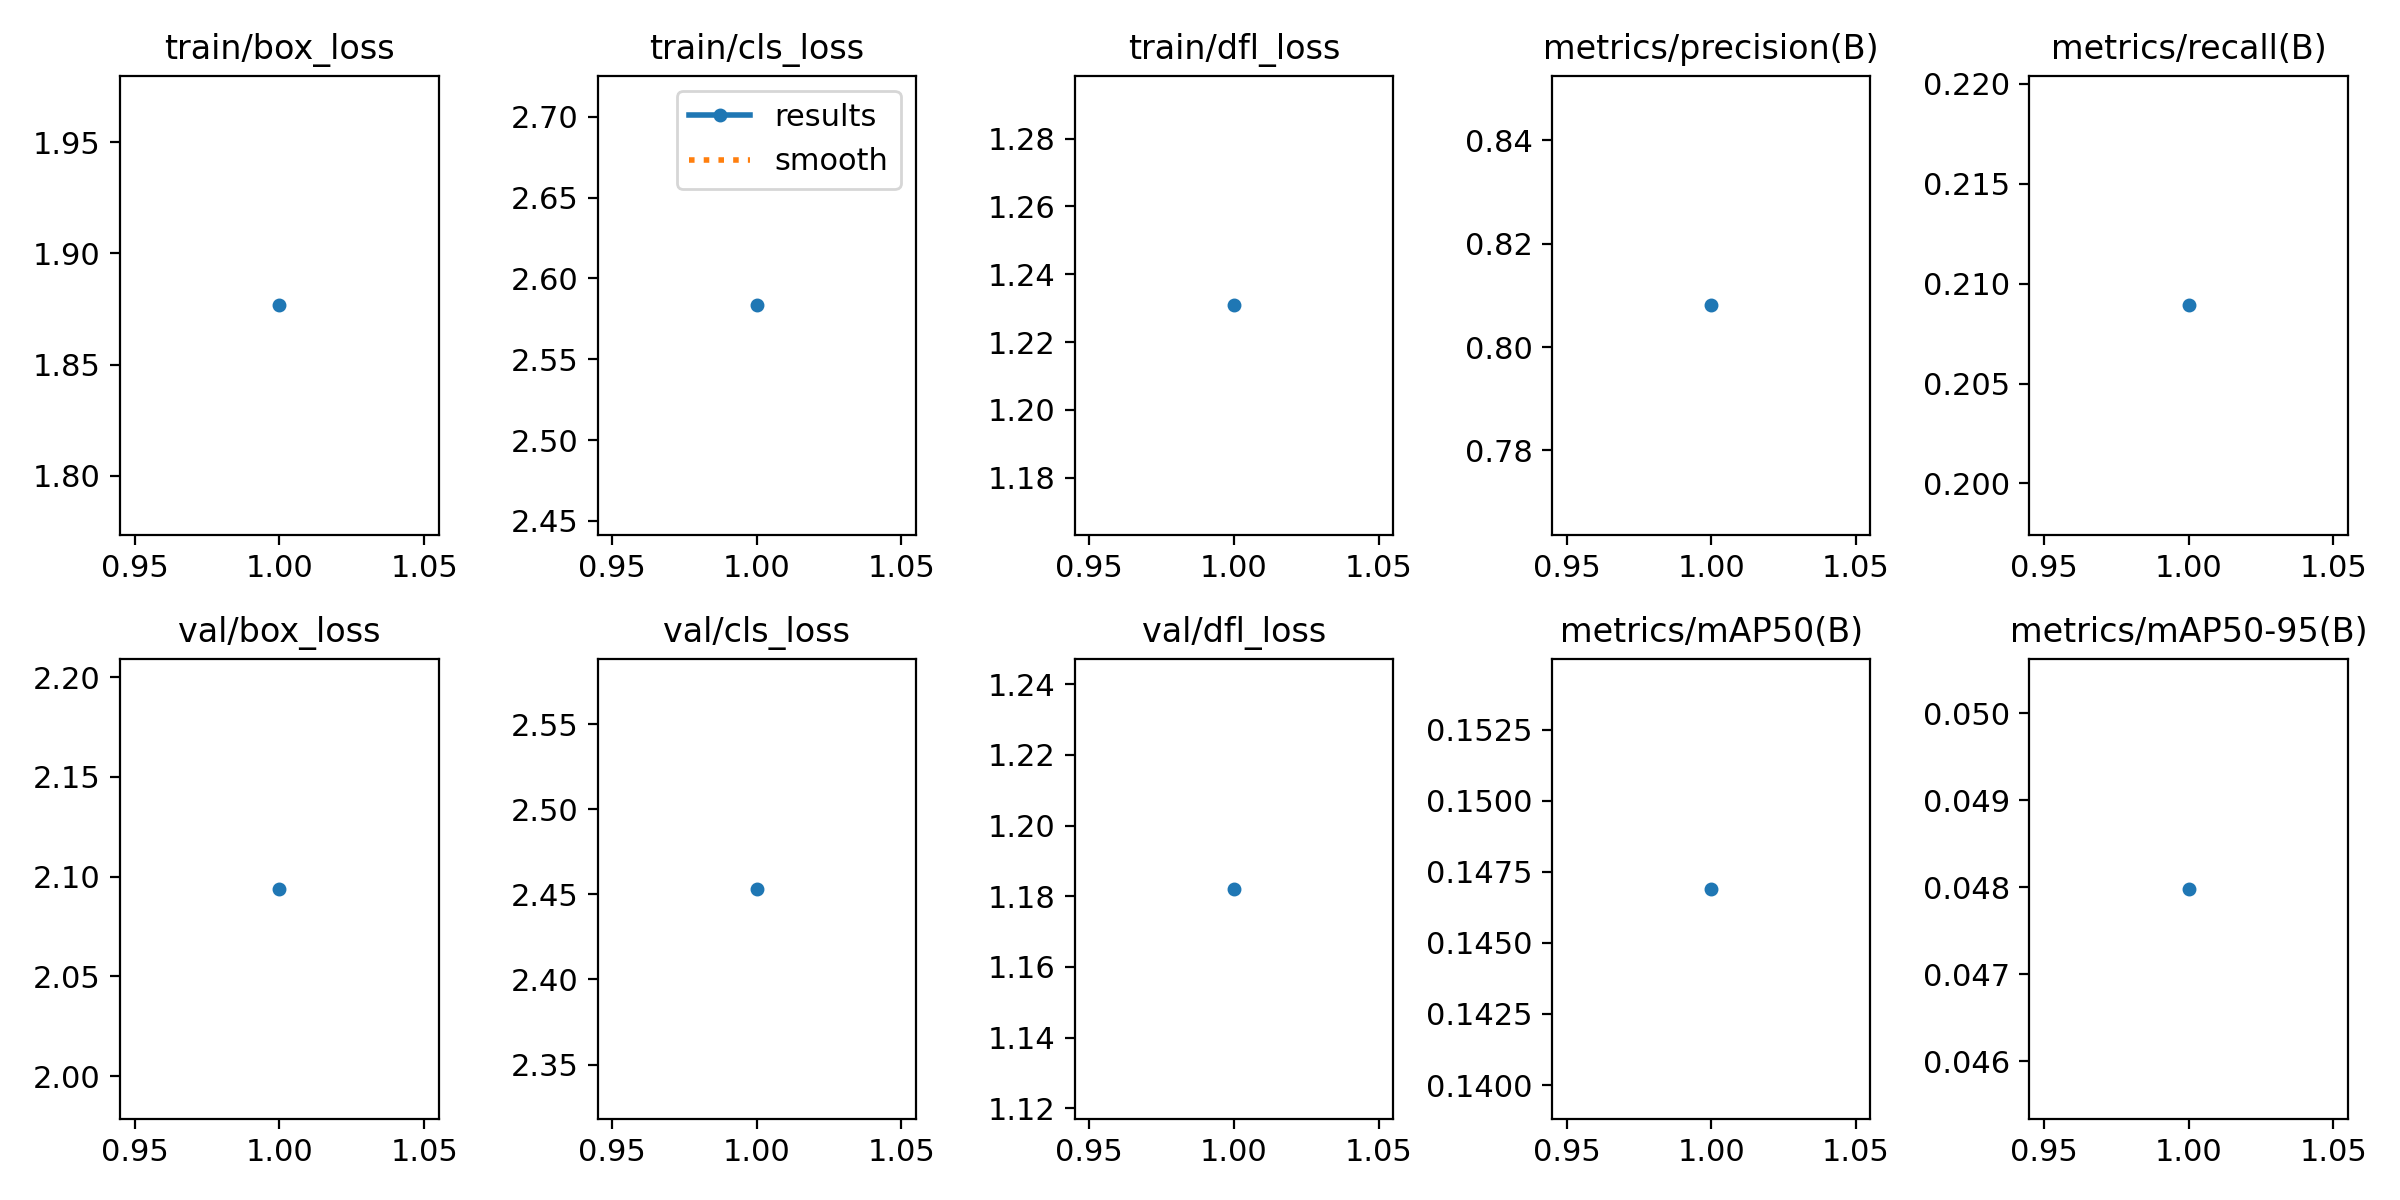 train/box_loss
1.95
1.90
1.85
1.80
0.95 1.00 1.05
train/cls_loss
results
smooth
2.70
2.65
2.60
2.55
2.50
2.45
0.95 1.00 1.05
train/dfl_loss
1.28
1.26
1.24
1.22
1.20
1.18
0.95 1.00 1.05
metrics/precision(B)
0.84
0.82
0.80
0.78
0.95 1.00 1.05
metrics/recall(B)
0.220
0.215
0.210
0.205
0.200
0.95 1.00 1.05
val/box_loss
2.20
2.15
2.10
2.05
2.00
0.95 1.00 1.05
val/cls_loss
2.55
2.50
2.45
2.40
2.35
0.95 1.00 1.05
val/dfl_loss
1.24
1.22
1.20
1.18
1.16
1.14
1.12
0.95 1.00 1.05
metrics/mAP50(B)
0.1525
0.1500
0.1475
0.1450
0.1425
0.1400
0.95 1.00 1.05
metrics/mAP50-95(B)
0.050
0.049
0.048
0.047
0.046
0.95 1.00 1.05